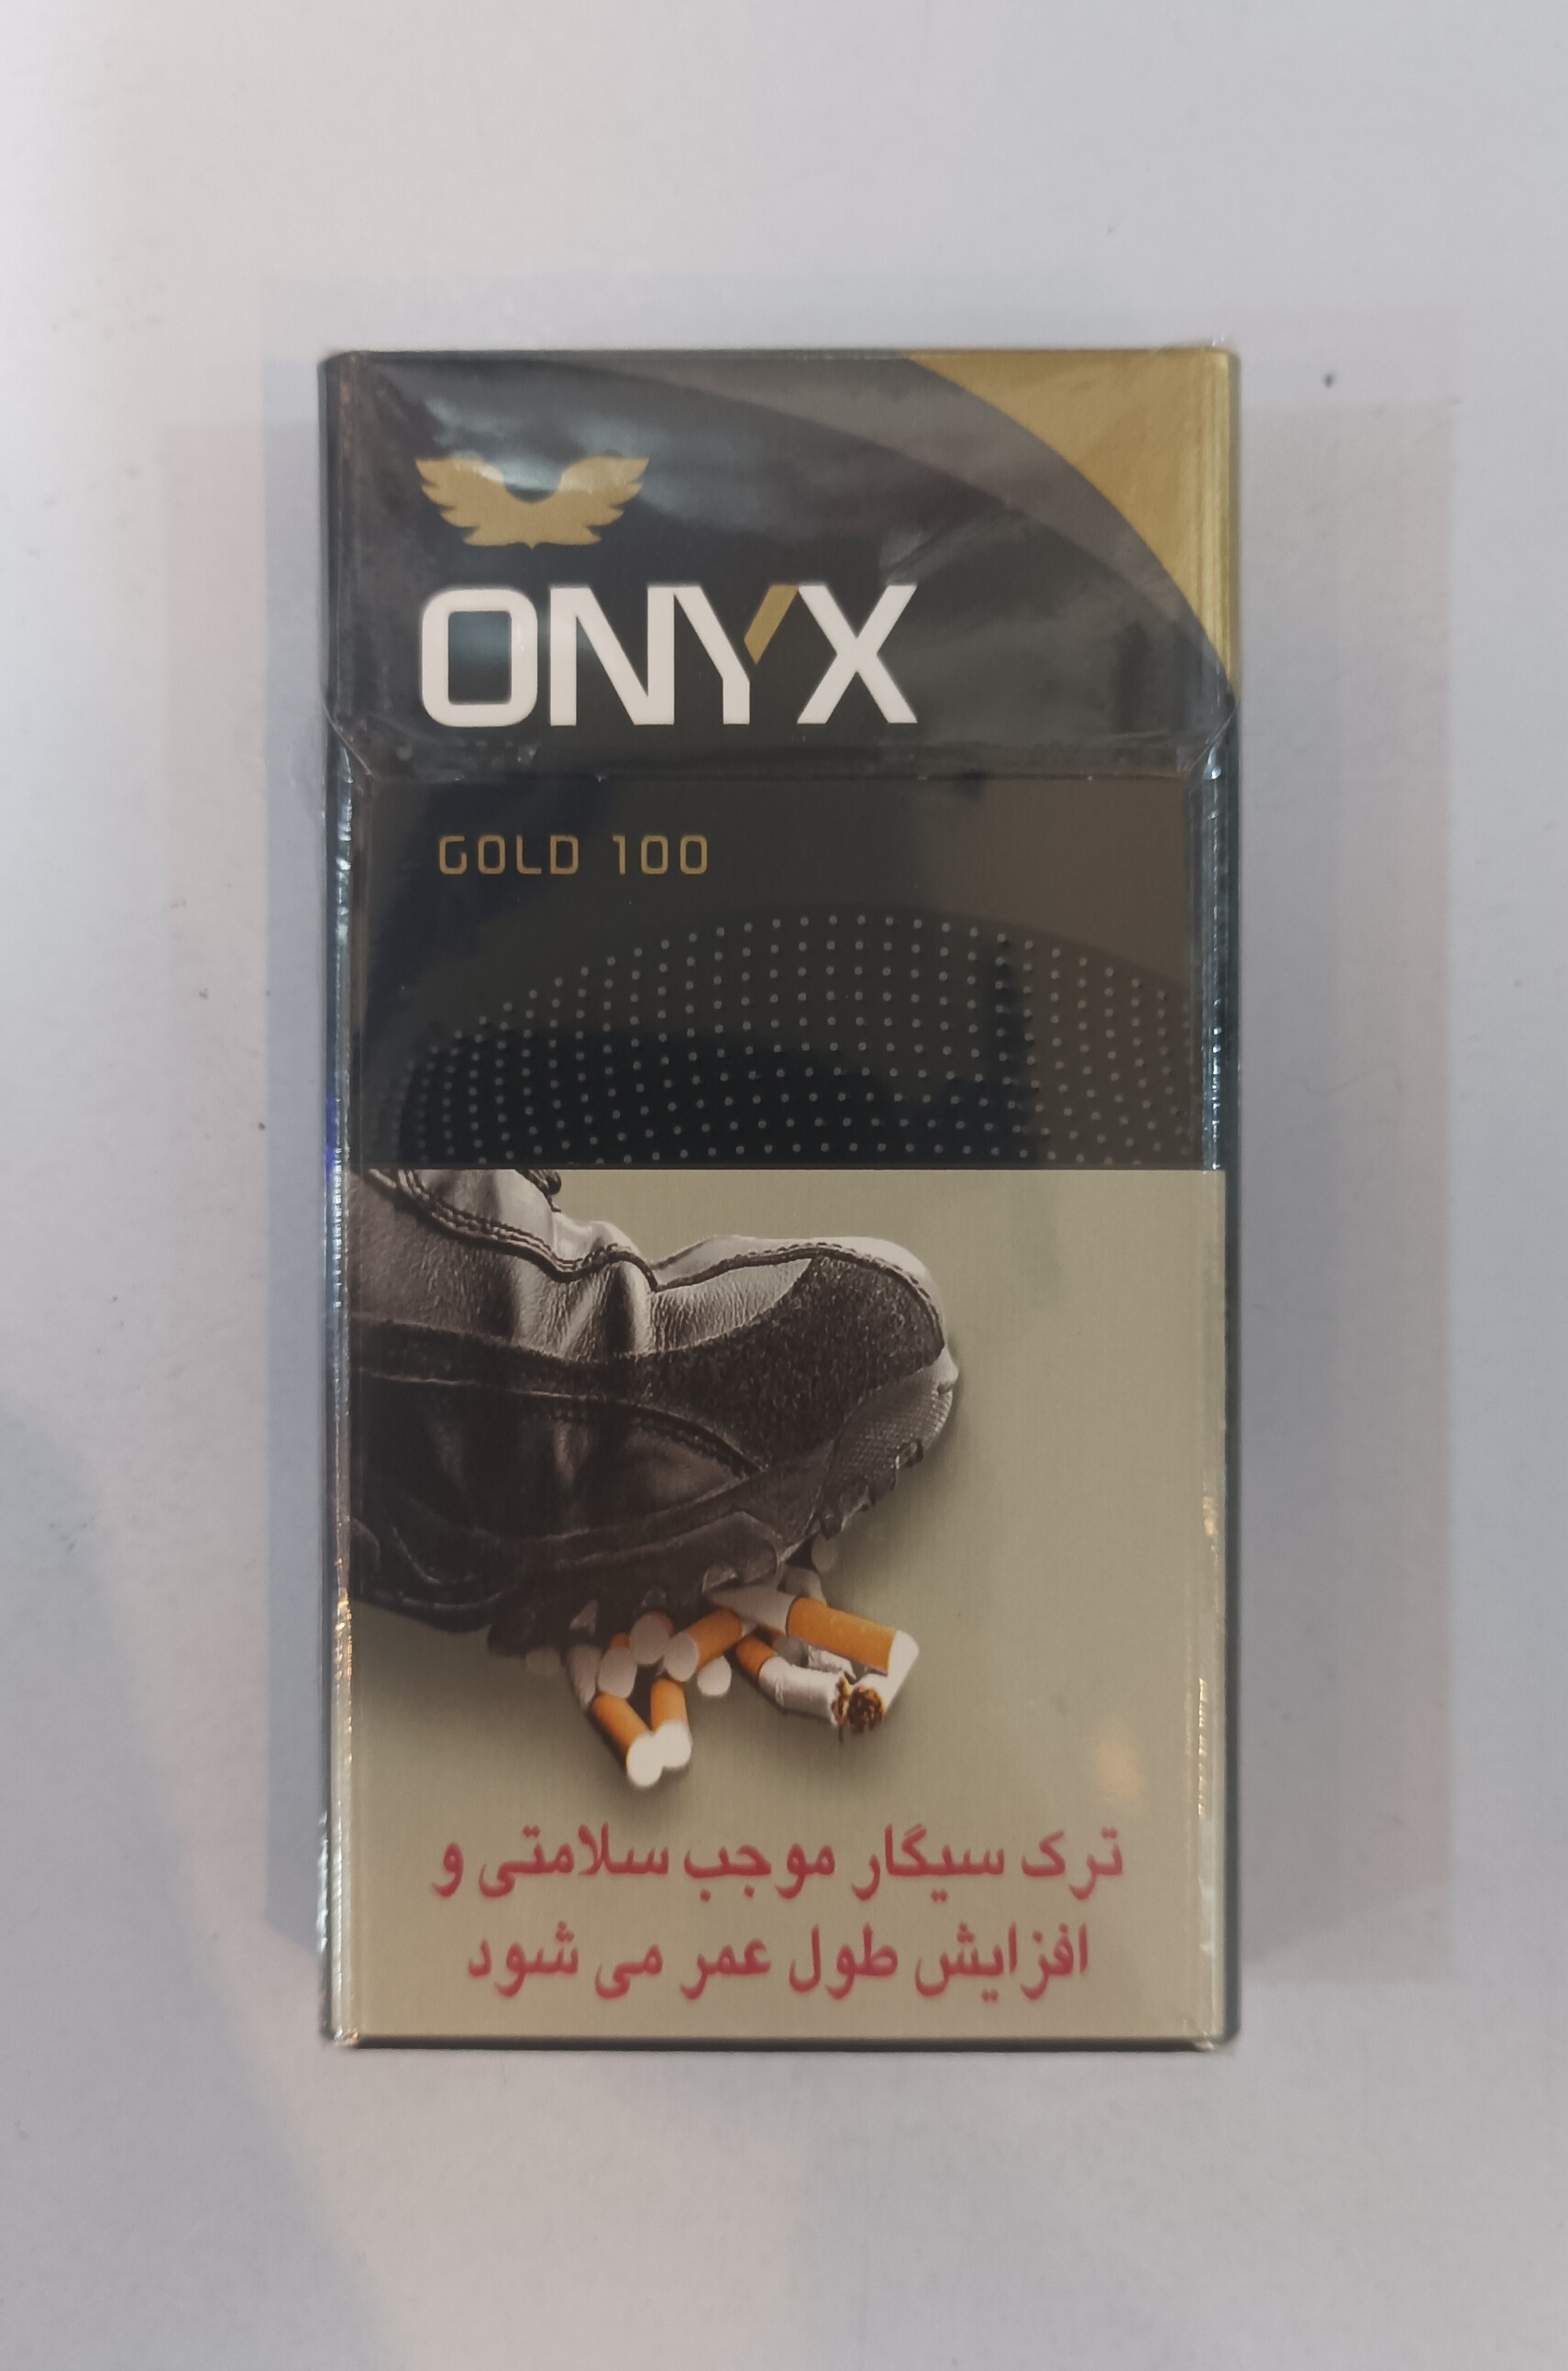 ONYX
GOLD 100
ترک سیگار موجب سلامتی و
افزایش طول عمر می شود